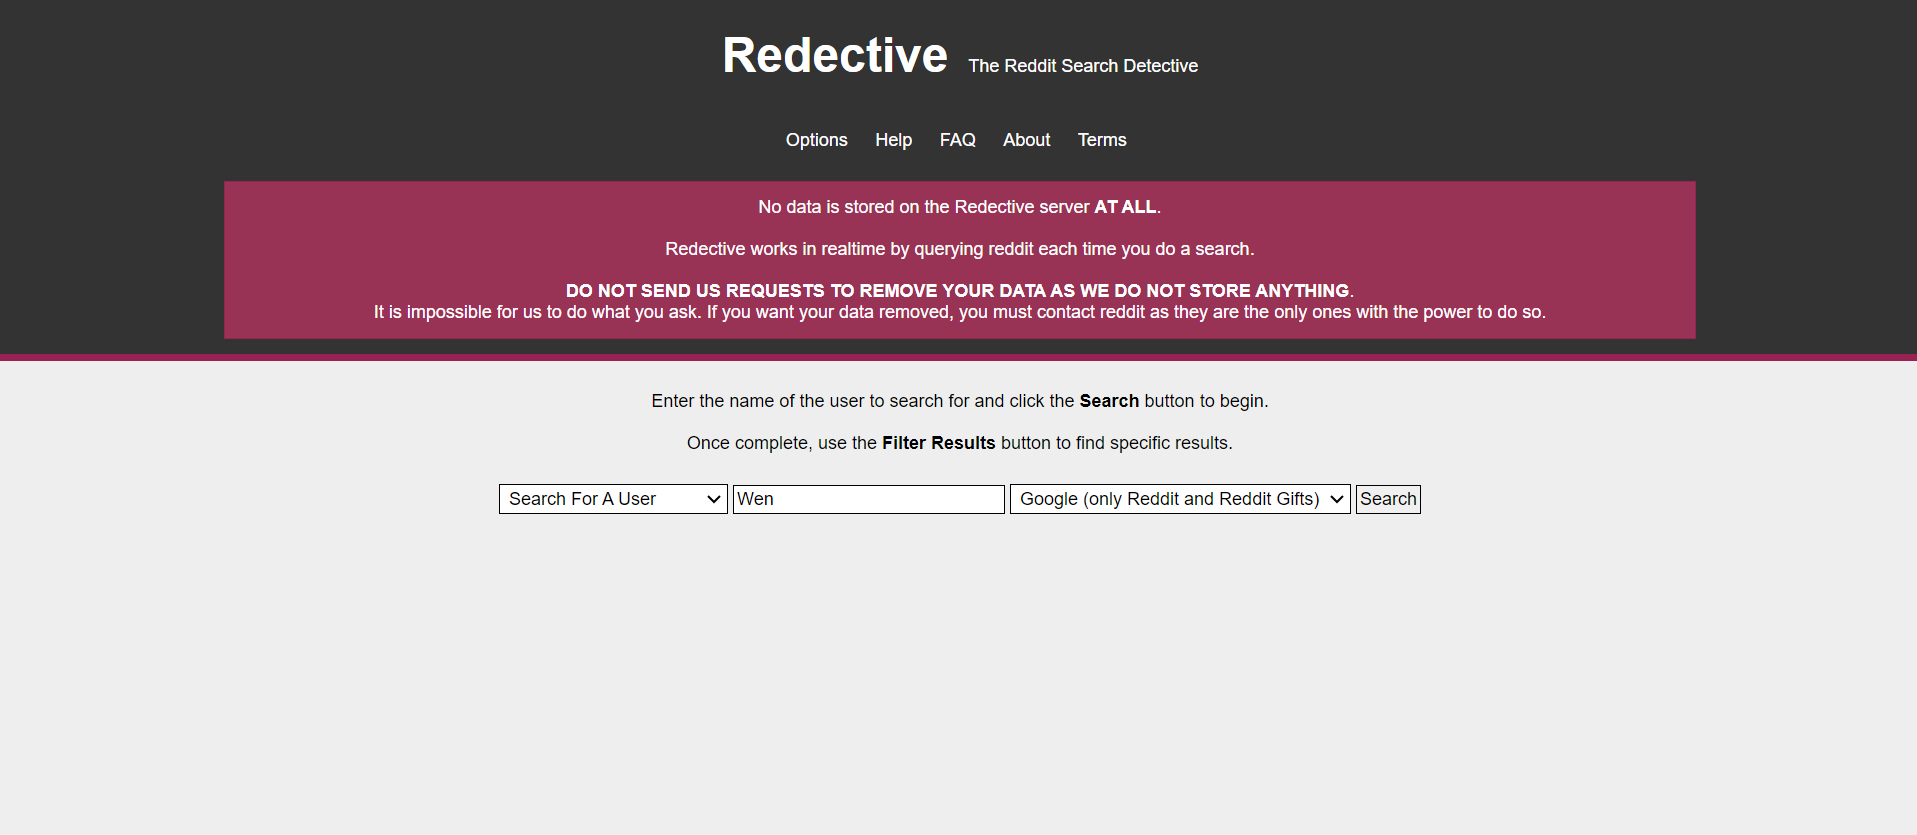 Redective The Reddit Search Detective
Options Help FAQ About Terms
No data is stored on the Redective server AT ALL.
Redective works in realtime by querying reddit each time you do a search.
DO NOT SEND US REQUESTS TO REMOVE YOUR DATA AS WE DO NOT STORE ANYTHING.
It is impossible for us to do what you ask. If you want your data removed, you must contact reddit as they are the only ones with the power to do so.
Enter the name of the user to search for and click the Search button to begin.
Once complete, use the Filter Results button to find specific results.
Search For A User Wen Google (only Reddit and Reddit Gifts) Search